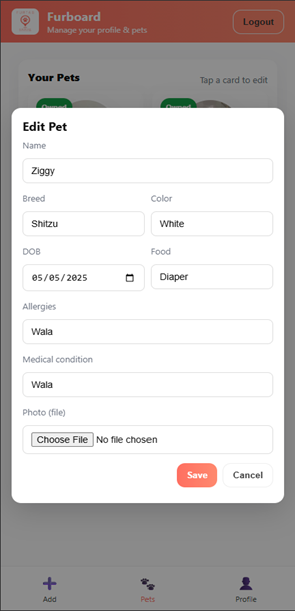 Furboard
Manage your profile & pets
Logout
Your Pets
Tap a card to edit
Owned
Owned
Edit Pet
Name
Ziggy
Breed
Color
Shitzu
White
DOB
Food
05/05/2025
Diaper
Allergies
Wala
Medical condition
Wala
Photo (file)
Choose File No file chosen
Save
Cancel
Add
Pets
Profile